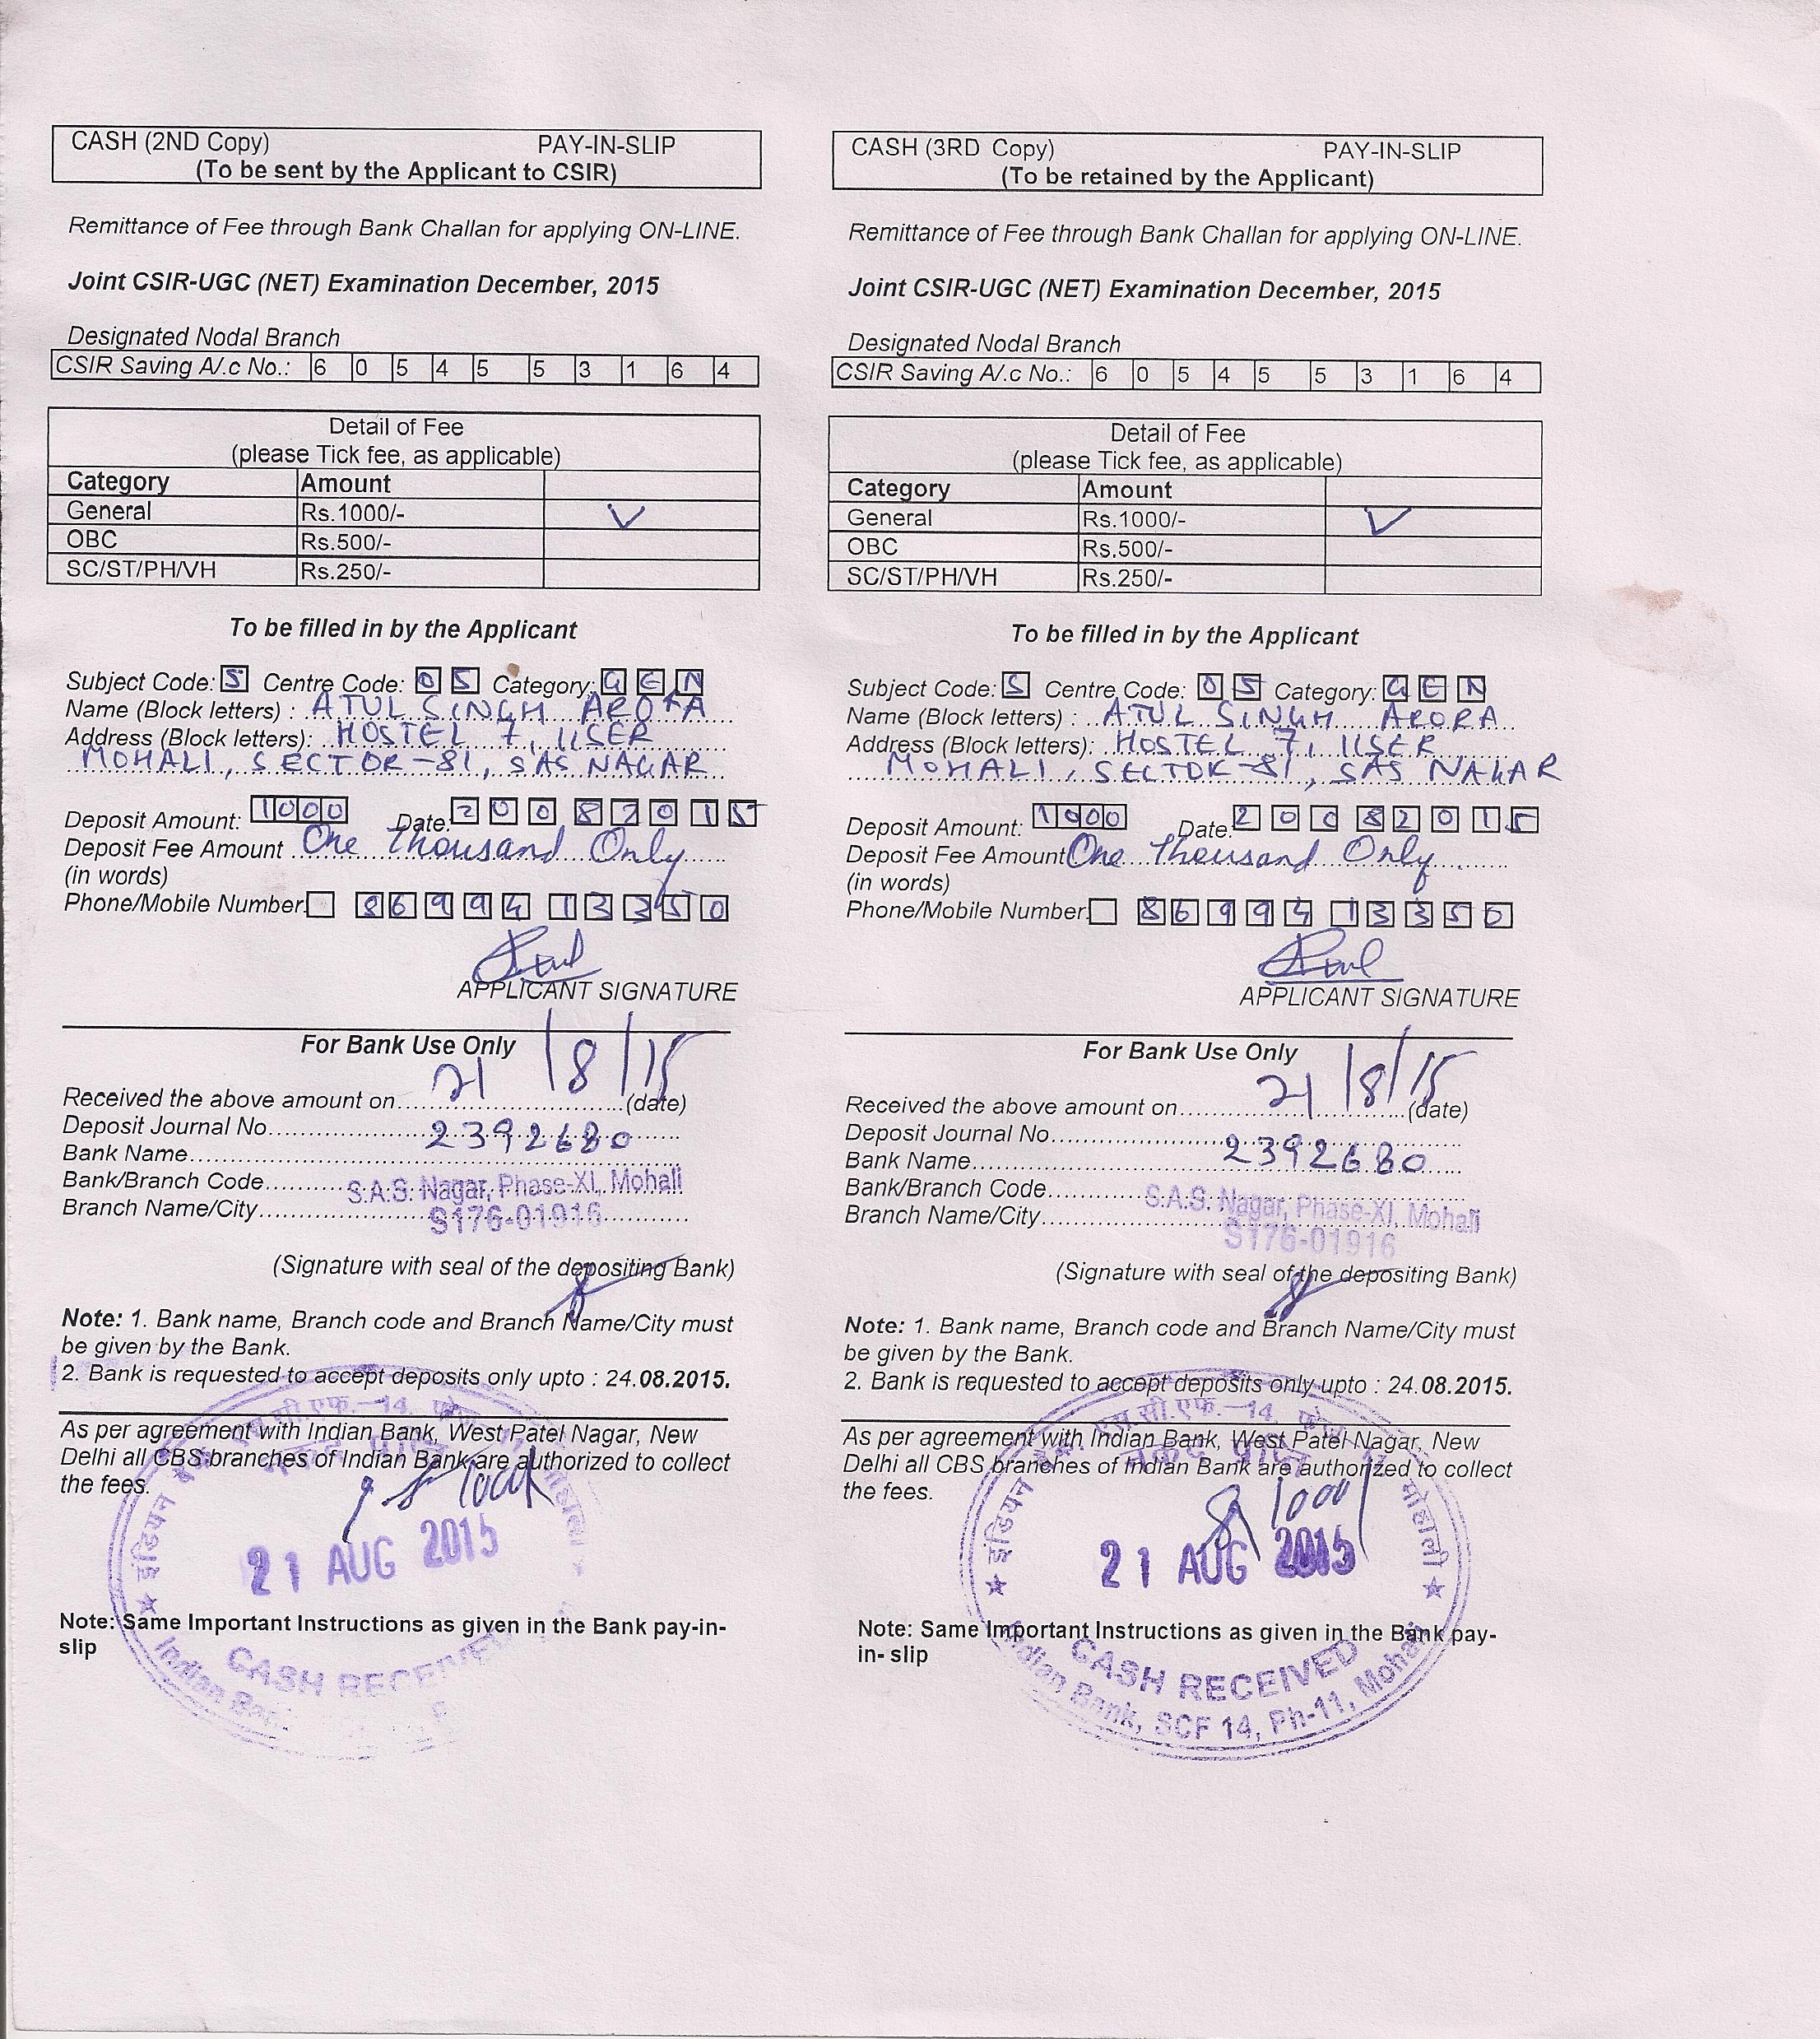 CASH (2ND Copy) PAY-IN-SLIP
(To be sent by the Applicant to CSIR)
Remittance of Fee through Bank Challan for applying ON-LINE.
Joint CSIR-UGC (NET) Examination December, 2015
Designated Nodal Branch
CSIR Saving A/.c No.: 6 0 5 4 5 5 3 1 6 4
Detail of Fee
(please Tick fee, as applicable)
Category Amount
General Rs.1000/- ✓
OBC Rs.500/-
SC/ST/PH/VH Rs.250/-
To be filled in by the Applicant
Subject Code: 5 Centre Code: 0 5 Category: G E N
Name (Block letters) : ATUL SINGH ARORA
Address (Block letters): HOSTEL 7, IISER
MOHALI, SECTOR-81, SAS NAGAR
Deposit Amount: 1000 Date: 20 08 2015
Deposit Fee Amount One Thousand Only
(in words)
Phone/Mobile Number 86994 13350
APPLICANT SIGNATURE
For Bank Use Only
Received the above amount on 21/8/15 (date)
Deposit Journal No. 2392680
Bank Name
Bank/Branch Code S.A.S. Nagar, Phase-XI, Mohali
Branch Name/City S176-01916
(Signature with seal of the depositing Bank)
Note: 1. Bank name, Branch code and Branch Name/City must
be given by the Bank.
2. Bank is requested to accept deposits only upto : 24.08.2015.
As per agreement with Indian Bank, West Patel Nagar, New
Delhi all CBS branches of Indian Bank are authorized to collect
the fees.
1000
21 AUG 2015
Note: Same Important Instructions as given in the Bank pay-in-
slip
इंडियन
CASH RECEIVED
Indian
CASH (3RD Copy) PAY-IN-SLIP
(To be retained by the Applicant)
Remittance of Fee through Bank Challan for applying ON-LINE.
Joint CSIR-UGC (NET) Examination December, 2015
Designated Nodal Branch
CSIR Saving A/.c No.: 6 0 5 4 5 5 3 1 6 4
Detail of Fee
(please Tick fee, as applicable)
Category Amount
General Rs.1000/- ✓
OBC Rs.500/-
SC/ST/PH/VH Rs.250/-
To be filled in by the Applicant
Subject Code: 5 Centre Code: 0 5 Category: G E N
Name (Block letters) : ATUL SINGH ARORA
Address (Block letters): HOSTEL 7, IISER
MOHALI, SECTOR-81, SAS NAGAR
Deposit Amount: 1000 Date: 20 08 2015
Deposit Fee Amount One Thousand Only
(in words)
Phone/Mobile Number 86994 13350
APPLICANT SIGNATURE
For Bank Use Only
Received the above amount on 21/8/15 (date)
Deposit Journal No.
Bank Name 2392680
Bank/Branch Code S.A.S. Nagar, Phase-XI, Mohali
Branch Name/City S176-01916
(Signature with seal of the depositing Bank)
Note: 1. Bank name, Branch code and Branch Name/City must
be given by the Bank.
2. Bank is requested to accept deposits only upto : 24.08.2015.
As per agreement with Indian Bank, West Patel Nagar, New
Delhi all CBS branches of Indian Bank are authorized to collect
the fees.
1000
इंडियन बैंक, एस.सी.एफ.-14, मोहाली
नकद प्राप्त
21 AUG 2015
Note: Same Important Instructions as given in the Bank pay-
in- slip
CASH RECEIVED
Indian Bank, SCF 14, Ph-11, Mohali